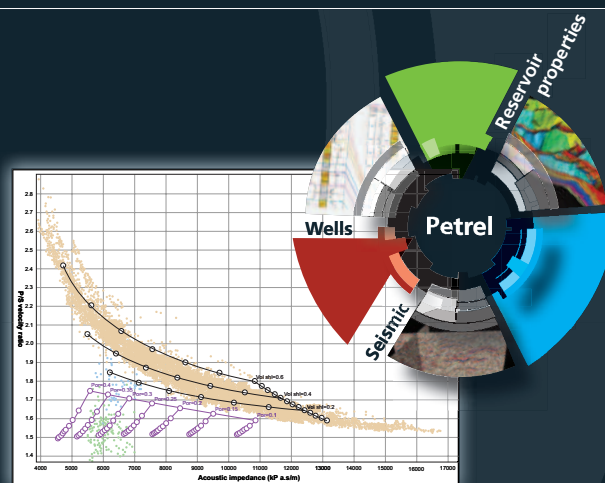 Reservoir
properties
Wells
Petrel
Seismic
P/S velocity ratio
2.8
2.7
2.6
2.5
2.4
2.3
2.2
2.1
2.0
1.9
1.8
1.7
1.6
1.5
1.4
Vol shl=0.6
Vol shl=0.4
Vol shl=0.2
Por=0.4
Por=0.35
Por=0.3
Por=0.25
Por=0.2
Por=0.15
Por=0.1
4000 5000 6000 7000 8000 9000 10000 11000 12000 13000 14000 15000 16000 17000
Acoustic impedance (kP a.s/m)